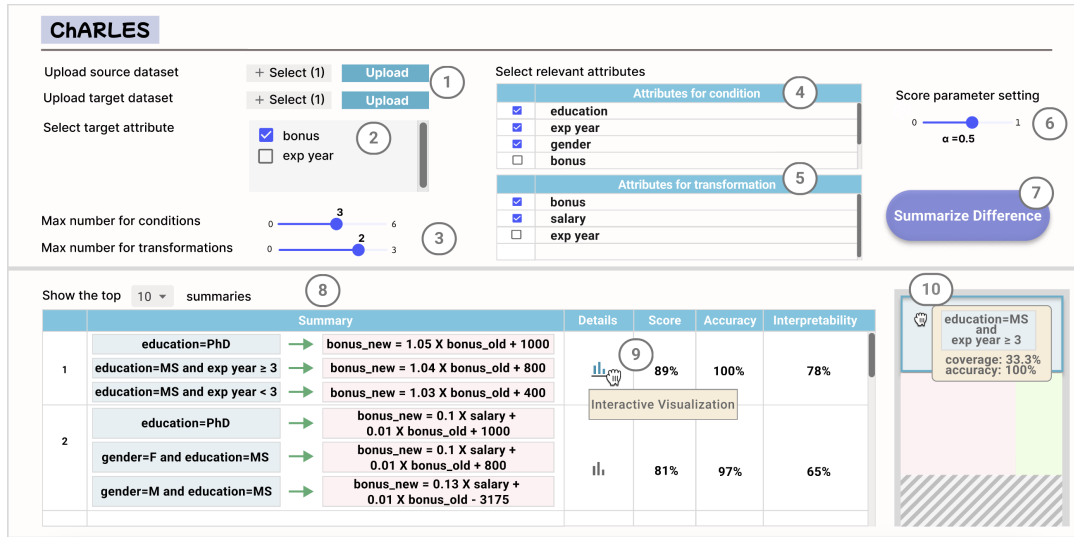 ChARLES
Upload source dataset
+ Select (1)
Upload
1
Upload target dataset
+ Select (1)
Upload
Select target attribute
bonus
exp year
2
Max number for conditions
0
3
6
Max number for transformations
0
2
3
3
Select relevant attributes
Attributes for condition
4
education
exp year
gender
bonus
Attributes for transformation
5
bonus
salary
exp year
Score parameter setting
0
1
α =0.5
6
7
Summarize Difference
Show the top 10 summaries
8
Summary
Details
Score
Accuracy
Interpretability
1
education=PhD
bonus_new = 1.05 X bonus_old + 1000
education=MS and exp year ≥ 3
bonus_new = 1.04 X bonus_old + 800
education=MS and exp year < 3
bonus_new = 1.03 X bonus_old + 400
9
Interactive Visualization
89%
100%
78%
2
education=PhD
bonus_new = 0.1 X salary +
0.01 X bonus_old + 1000
gender=F and education=MS
bonus_new = 0.1 X salary +
0.01 X bonus_old + 800
gender=M and education=MS
bonus_new = 0.13 X salary +
0.01 X bonus_old - 3175
81%
97%
65%
10
education=MS
and
exp year ≥ 3
coverage: 33.3%
accuracy: 100%